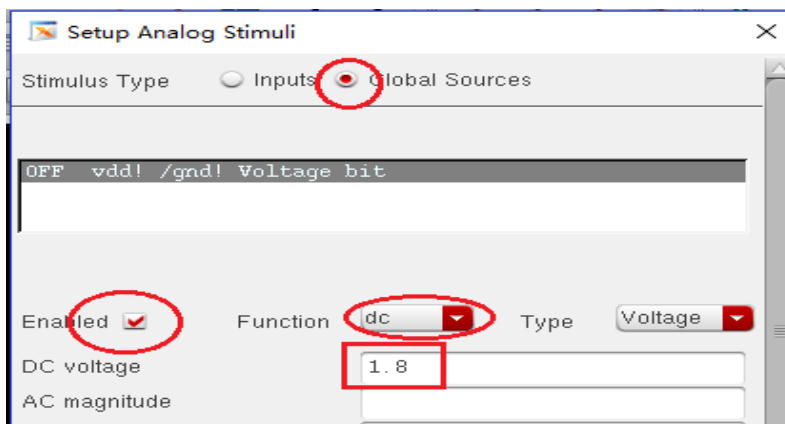 Setup Analog Stimuli
Stimulus Type Inputs Global Sources
OFF vdd! /gnd! Voltage bit
Enabled Function dc Type Voltage
DC voltage 1.8
AC magnitude